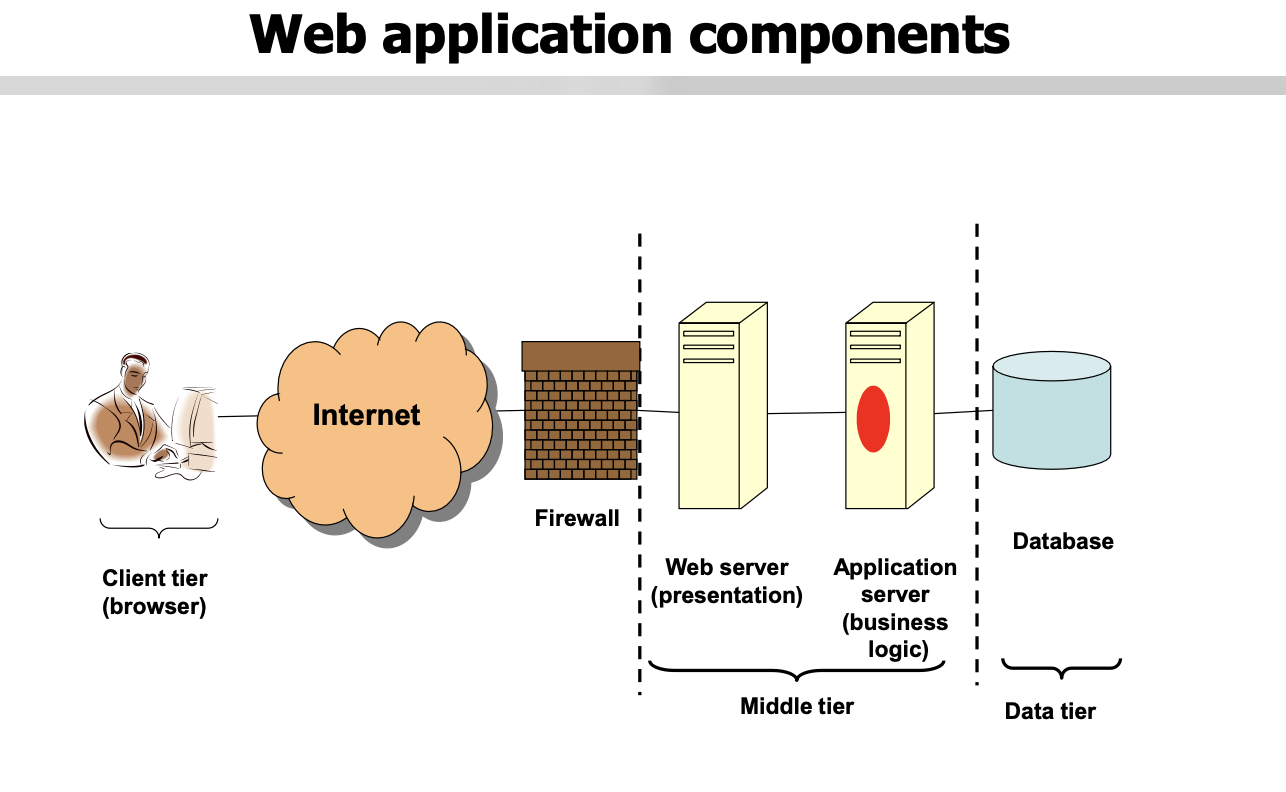 Web application components
Internet
Firewall
Client tier
(browser)
Web server
(presentation)
Application
server
(business
logic)
Database
Middle tier
Data tier